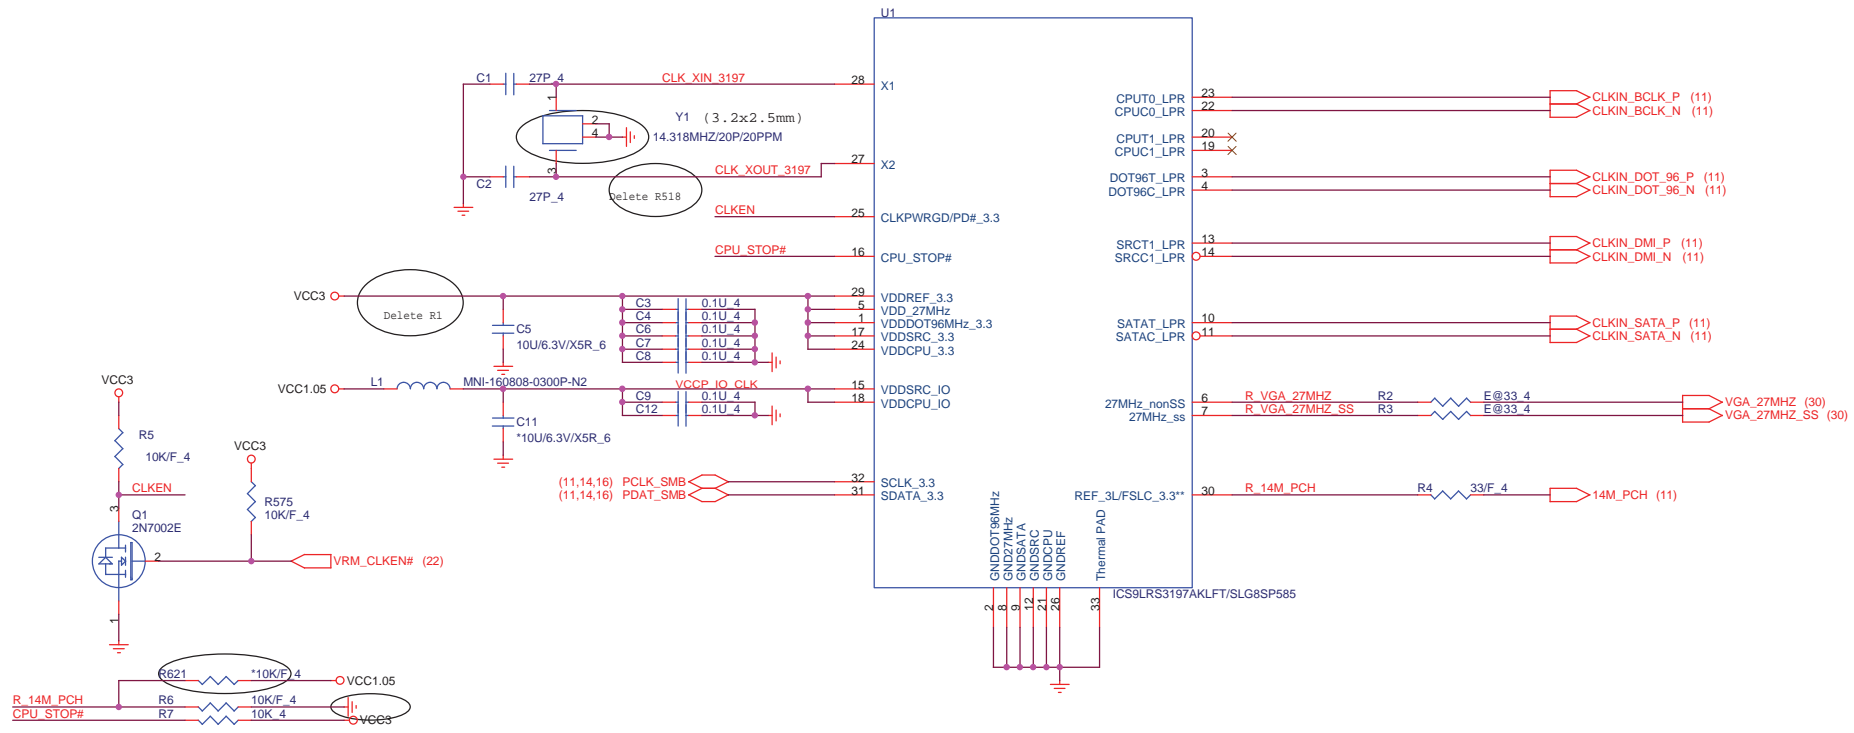 U1
C1 27P_4 CLK_XIN_3197 28 X1
1
2
4
Y1 (3.2x2.5mm)
14.318MHZ/20P/20PPM
3
C2 27P_4 CLK_XOUT_3197 27 X2
Delete R518
CLKEN 25 CLKPWRGD/PD#_3.3
CPU_STOP# 16 CPU_STOP#
VCC3 29 VDDREF_3.3
Delete R1
C3 0.1U_4 5 VDD_27MHz
C4 0.1U_4 1 VDDDOT96MHz_3.3
C6 0.1U_4 17 VDDSRC_3.3
C7 0.1U_4 24 VDDCPU_3.3
C8 0.1U_4
C5
10U/6.3V/X5R_6
VCC1.05 L1 MNI-160808-0300P-N2 VCCP_IO_CLK 15 VDDSRC_IO
C9 0.1U_4 18 VDDCPU_IO
C12 0.1U_4
C11
*10U/6.3V/X5R_6
(11,14,16) PCLK_SMB 32 SCLK_3.3
(11,14,16) PDAT_SMB 31 SDATA_3.3
CPUT0_LPR 23 CLKIN_BCLK_P (11)
CPUC0_LPR 22 CLKIN_BCLK_N (11)
CPUT1_LPR 20
CPUC1_LPR 19
DOT96T_LPR 3 CLKIN_DOT_96_P (11)
DOT96C_LPR 4 CLKIN_DOT_96_N (11)
SRCT1_LPR 13 CLKIN_DMI_P (11)
SRCC1_LPR 14 CLKIN_DMI_N (11)
SATAT_LPR 10 CLKIN_SATA_P (11)
SATAC_LPR 11 CLKIN_SATA_N (11)
27MHz_nonSS 6 R_VGA_27MHZ R2 E@33_4 VGA_27MHZ (30)
27MHz_ss 7 R_VGA_27MHZ_SS R3 E@33_4 VGA_27MHZ_SS (30)
REF_3L/FSLC_3.3** 30 R_14M_PCH R4 33/F_4 14M_PCH (11)
GNDDOT96MHz
GND27MHz
GNDSATA
GNDSRC
GNDCPU
GNDREF
Thermal PAD
2
8
9
12
21
26
33
ICS9LRS3197AKLFT/SLG8SP585
VCC3
R5
10K/F_4
CLKEN
3
Q1
2N7002E
2
1
VCC3
R575
10K/F_4
VRM_CLKEN# (22)
R621 *10K/F_4 VCC1.05
R_14M_PCH R6 10K/F_4
CPU_STOP# R7 10K_4 VCC3